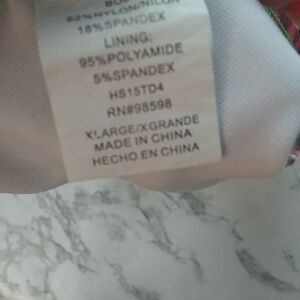 82%NYLON/NILON
18%SPANDEX
LINING:
95%POLYAMIDE
5%SPANDEX
HS15TD4
RN#98598
XLARGE/XGRANDE
MADE IN CHINA
HECHO EN CHINA